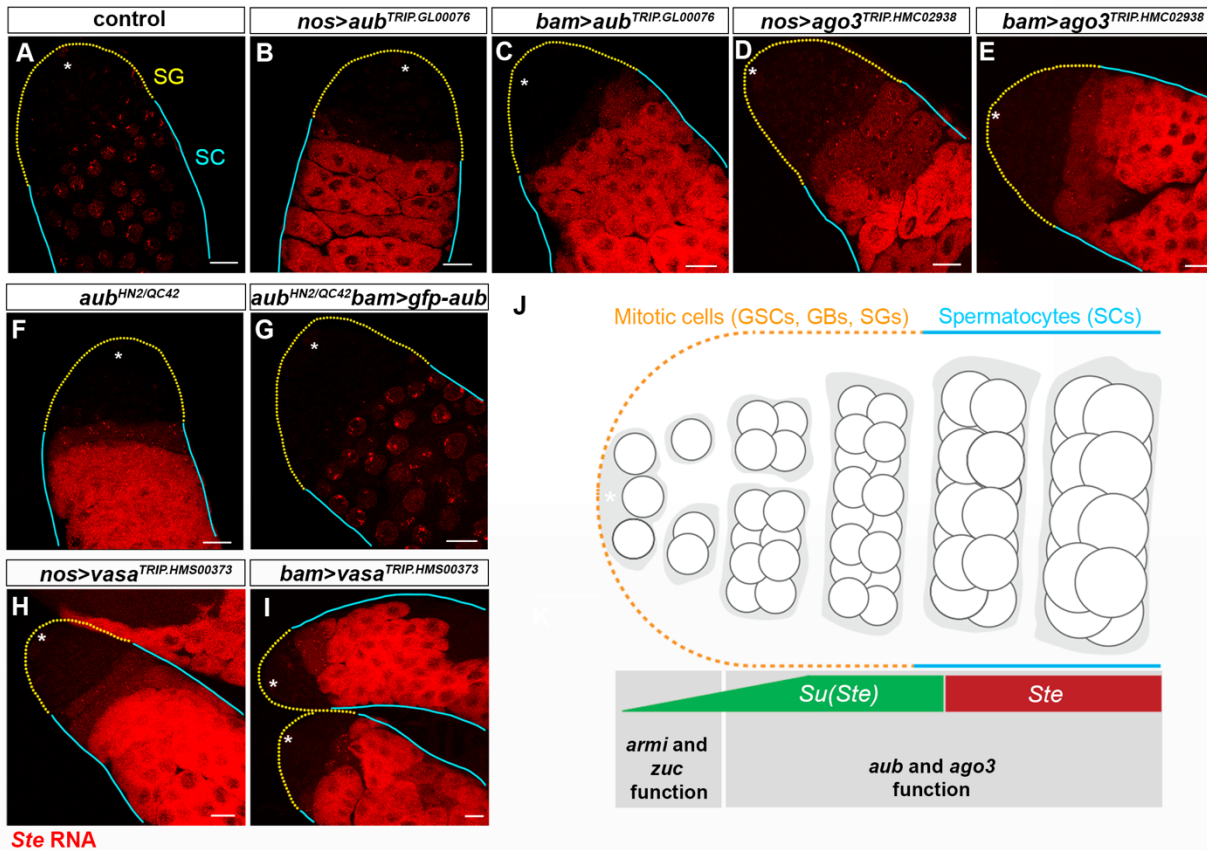 control
nos>aubTRIP.GL00076
bam>aubTRIP.GL00076
nos>ago3TRIP.HMC02938
bam>ago3TRIP.HMC02938
A
*
SG
SC
B
*
C
*
D
*
E
*
aubHN2/QC42
aubHN2/QC42bam>gfp-aub
F
*
G
*
nos>vasaTRIP.HMS00373
bam>vasaTRIP.HMS00373
H
*
I
*
*
Ste RNA
J
Mitotic cells (GSCs, GBs, SGs)
Spermatocytes (SCs)
*
K
Su(Ste)
Ste
armi and
zuc
function
aub and ago3
function